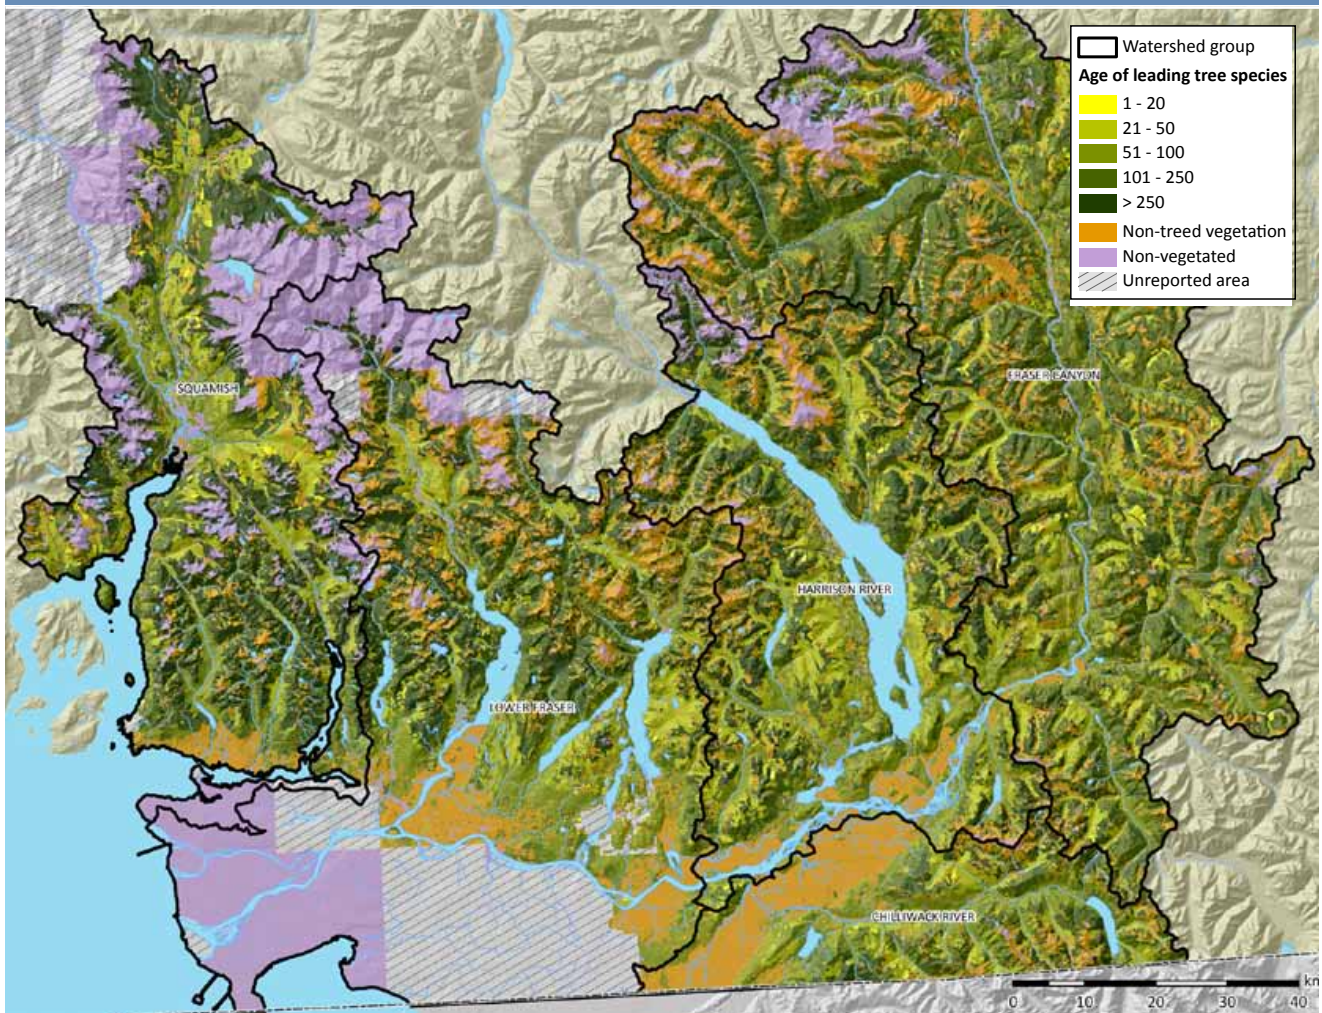 Watershed group
Age of leading tree species
1 - 20
21 - 50
51 - 100
101 - 250
> 250
Non-treed vegetation
Non-vegetated
Unreported area
SQUAMISH
FRASER CANYON
HARRISON RIVER
LOWER FRASER
CHILLIWACK RIVER
km
0 10 20 30 40